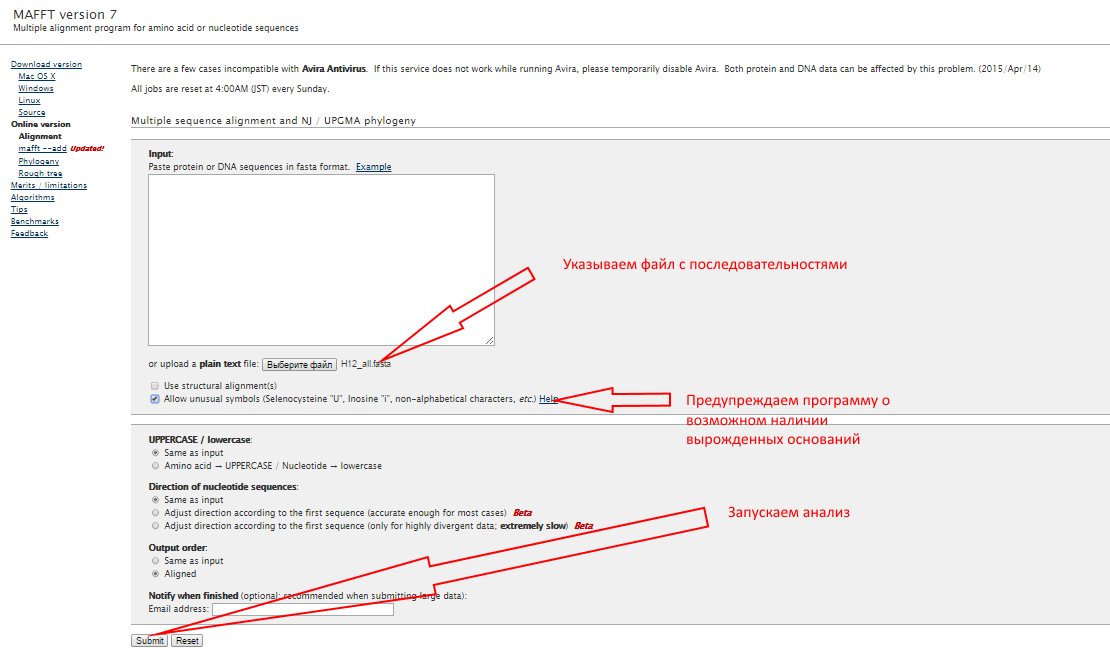 MAFFT version 7
Multiple alignment program for amino acid or nucleotide sequences
Download version
Mac OS X
Windows
Linux
Source
Online version
Alignment
mafft --add Updated!
Phylogeny
Rough tree
Merits / limitations
Algorithms
Tips
Benchmarks
Feedback
There are a few cases incompatible with Avira Antivirus. If this service does not work while running Avira, please temporarily disable Avira. Both protein and DNA data can be affected by this problem. (2015/Apr/14)
All jobs are reset at 4:00AM (JST) every Sunday.
Multiple sequence alignment and NJ / UPGMA phylogeny
Input:
Paste protein or DNA sequences in fasta format. Example
Указываем файл с последовательностями
or upload a plain text file: Выберите файл H12_all.fasta
Use structural alignment(s)
Allow unusual symbols (Selenocysteine "U", Inosine "i", non-alphabetical characters, etc.) Help
Предупреждаем программу о
возможном наличии
вырожденных оснований
UPPERCASE / lowercase:
Same as input
Amino acid → UPPERCASE / Nucleotide → lowercase
Direction of nucleotide sequences:
Same as input
Adjust direction according to the first sequence (accurate enough for most cases) Beta
Adjust direction according to the first sequence (only for highly divergent data; extremely slow) Beta
Запускаем анализ
Output order:
Same as input
Aligned
Notify when finished (optional; recommended when submitting large data):
Email address:
Submit Reset